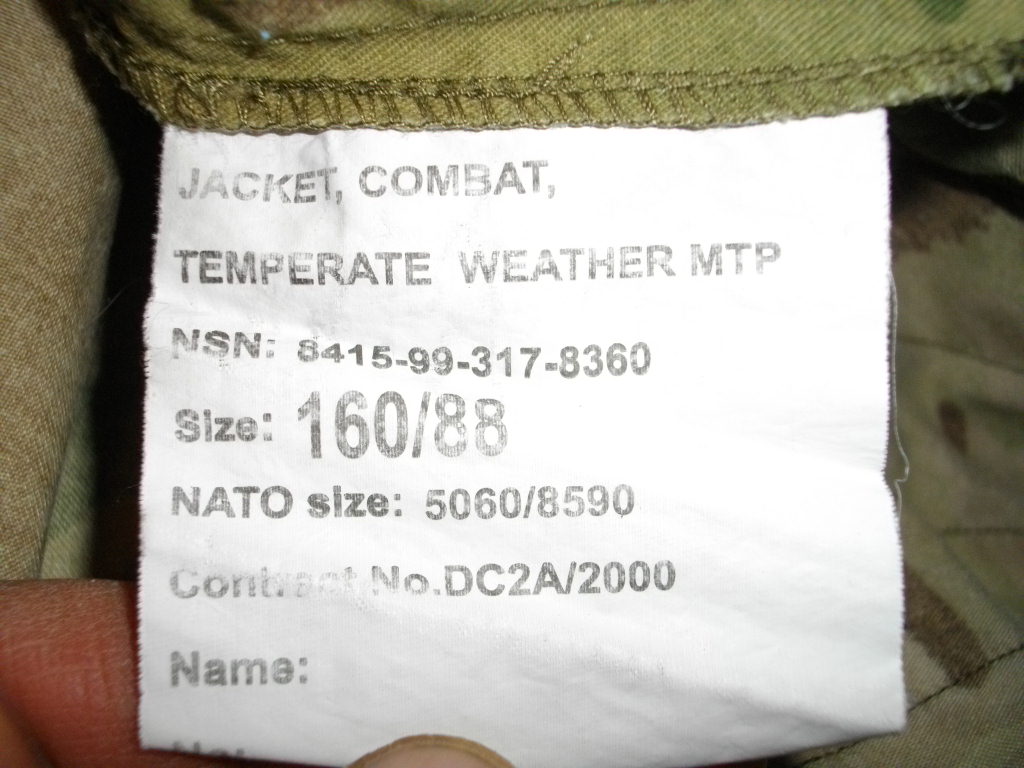 JACKET, COMBAT,
TEMPERATE WEATHER MTP
NSN: 8415-99-317-8360
Size: 160/88
NATO size: 5060/8590
Contract No.DC2A/2000
Name: